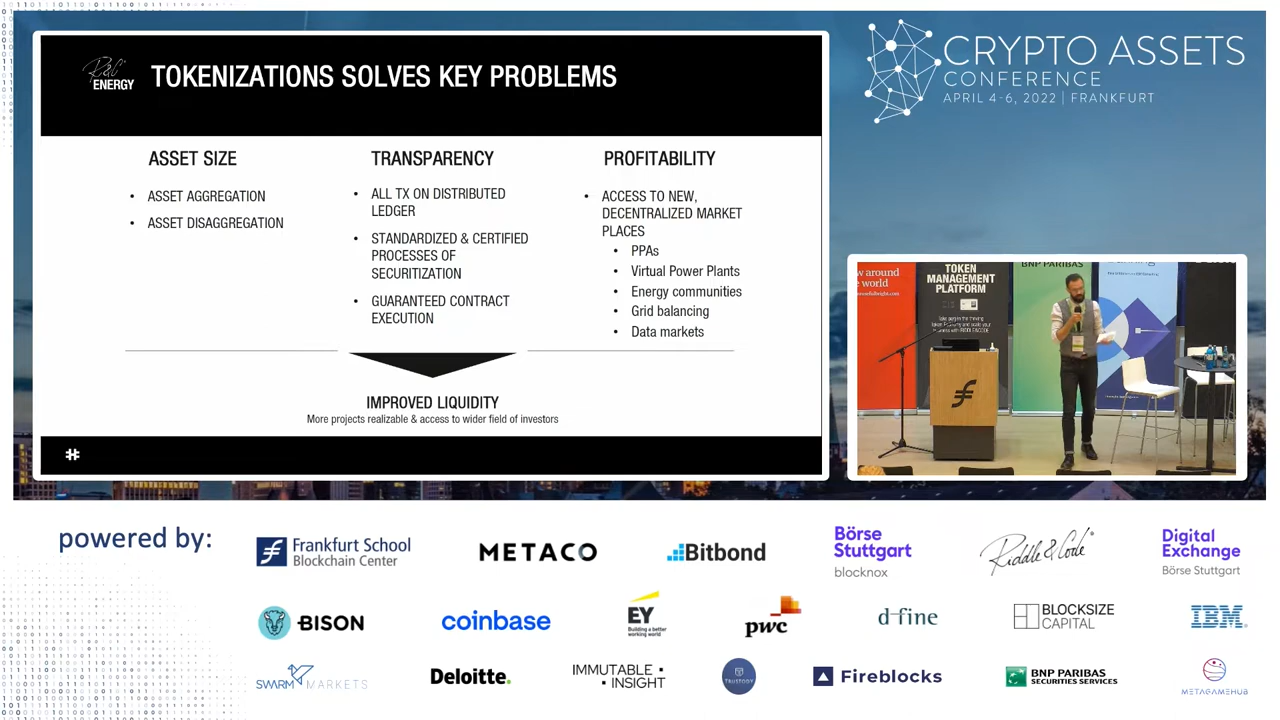 R&C
ENERGY
TOKENIZATIONS SOLVES KEY PROBLEMS
ASSET SIZE
• ASSET AGGREGATION
• ASSET DISAGGREGATION
TRANSPARENCY
• ALL TX ON DISTRIBUTED
LEDGER
• STANDARDIZED & CERTIFIED
PROCESSES OF
SECURITIZATION
• GUARANTEED CONTRACT
EXECUTION
PROFITABILITY
• ACCESS TO NEW,
DECENTRALIZED MARKET
PLACES
• PPAs
• Virtual Power Plants
• Energy communities
• Grid balancing
• Data markets
IMPROVED LIQUIDITY
More projects realizable & access to wider field of investors
CRYPTO ASSETS
CONFERENCE
APRIL 4-6, 2022 | FRANKFURT
w around
e world
TOKEN
MANAGEMENT
PLATFORM
BNP PARIBAS
powered by:
Frankfurt School
Blockchain Center
METACO
Bitbond
Börse
Stuttgart
blocknox
Riddle & Code
Digital
Exchange
Börse Stuttgart
BISON
coinbase
EY
Building a better
working world
pwc
d-fine
BLOCKSIZE
CAPITAL
IBM
SWARM MARKETS
Deloitte.
IMMUTABLE
INSIGHT
TRUSTODY
Fireblocks
BNP PARIBAS
SECURITIES SERVICES
METAGAMEHUB